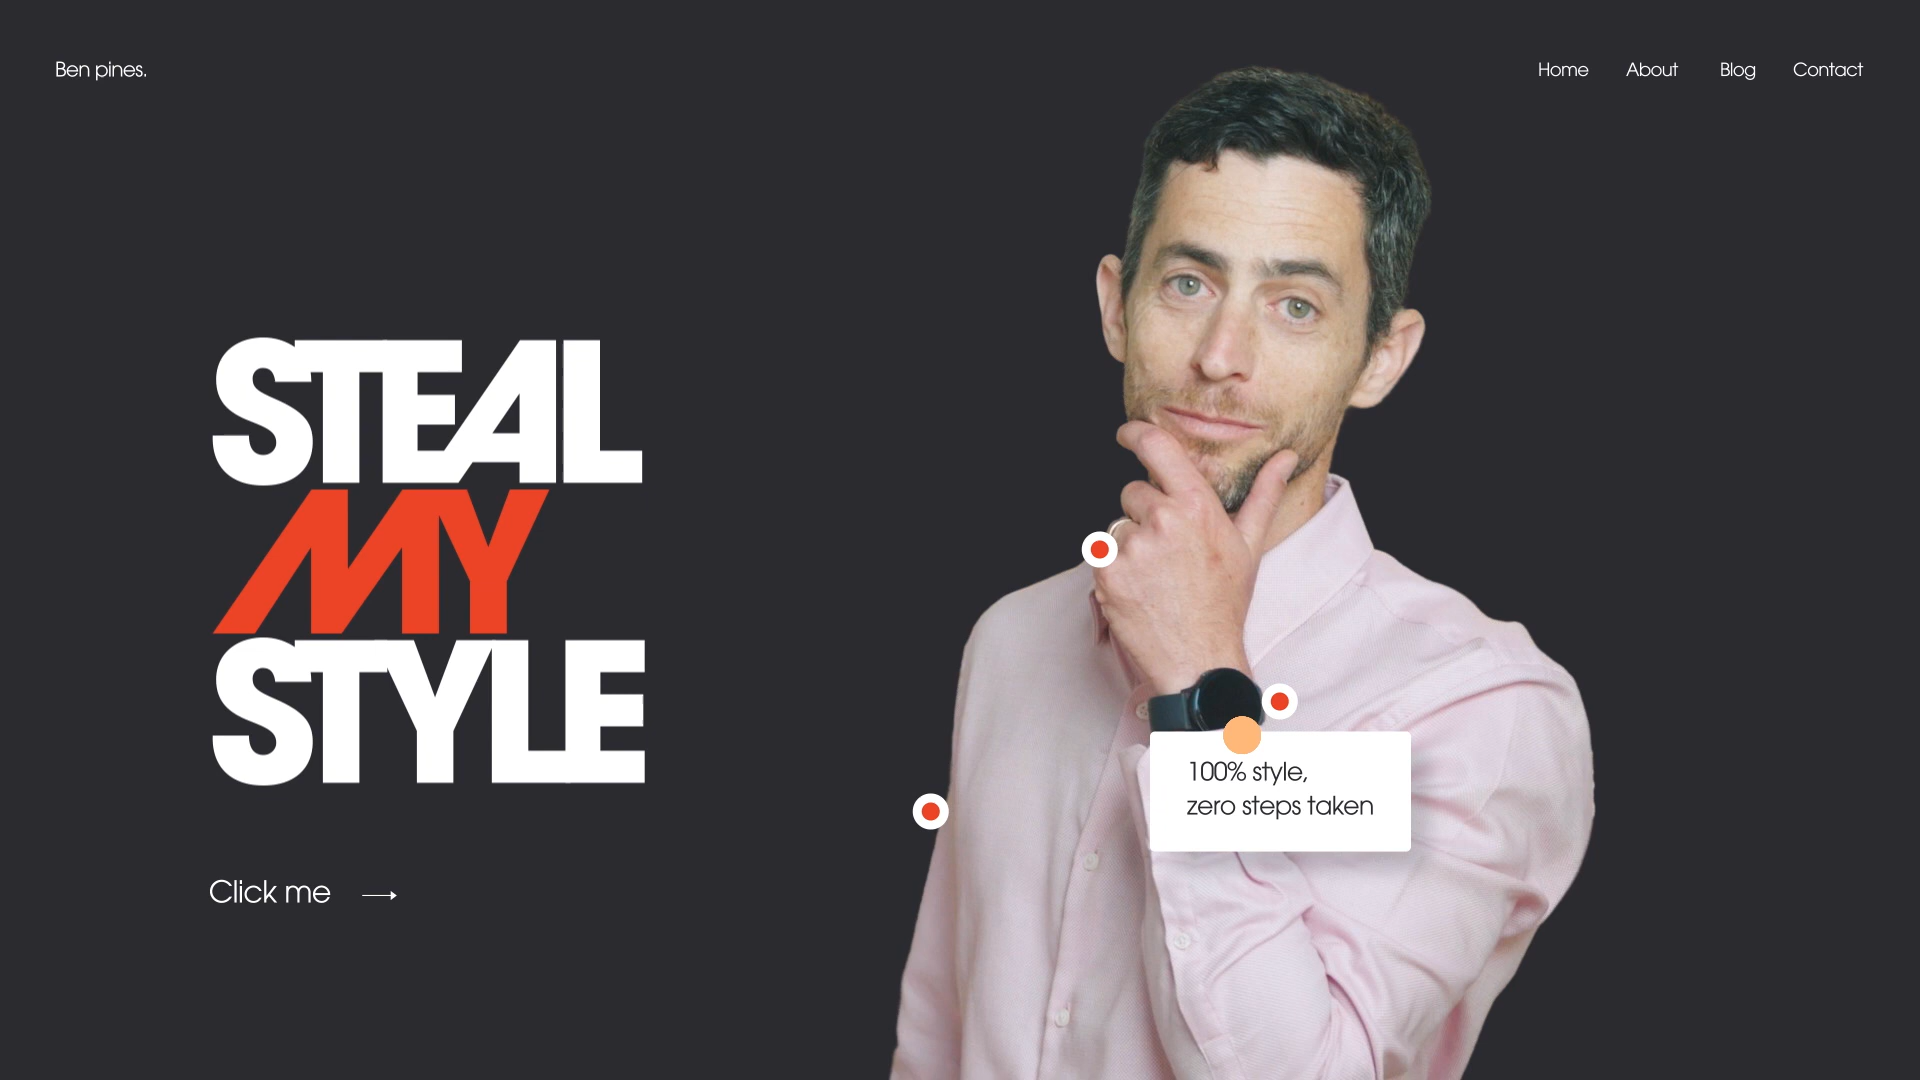 Ben pines.
Home About Blog Contact
STEAL
MY
STYLE
100% style,
zero steps taken
Click me